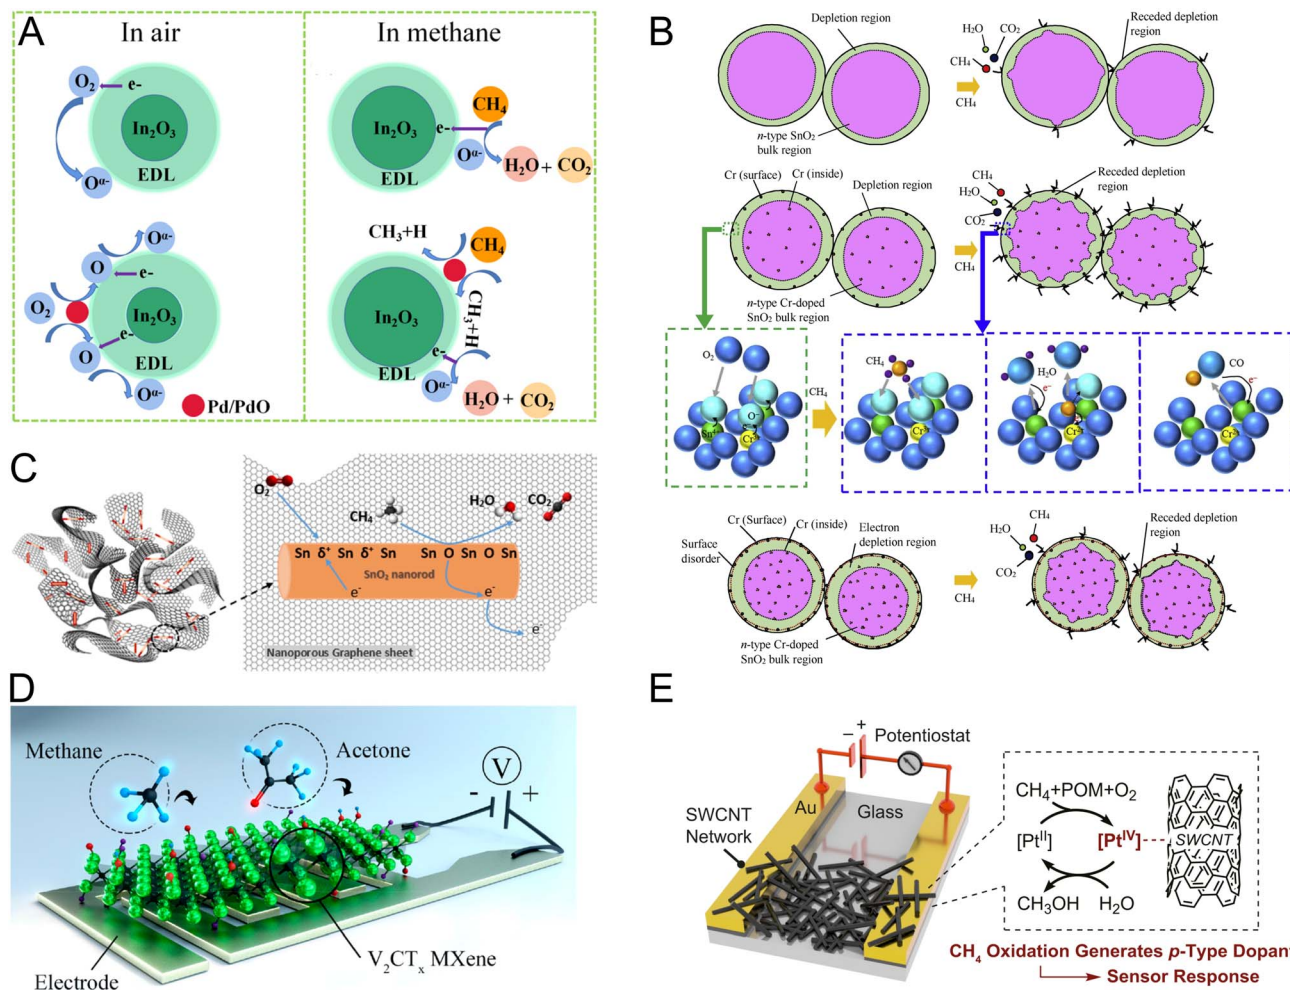 A
In air
In methane
O₂
e-
In₂O₃
EDL
Oα-
In₂O₃
e-
CH₄
Oα-
EDL
H₂O + CO₂
Oα-
O
e-
O₂
In₂O₃
e-
O
EDL
Oα-
Pd/PdO
CH₃+H
CH₄
In₂O₃
CH₃+H
e-
EDL
Oα-
H₂O + CO₂
B
Depletion region
n-type SnO₂
bulk region
H₂O
CO₂
CH₄
CH₄
Receded depletion
region
Cr (surface)
Cr (inside)
Depletion region
n-type Cr-doped
SnO₂ bulk region
CH₄
H₂O
CO₂
CH₄
Receded depletion
region
O₂
O⁻
CH₄
CH₄
H₂O
e⁻
CO
e⁻
Cr (Surface)
Cr (inside)
Surface
disorder
Electron
depletion region
n-type Cr-doped
SnO₂ bulk region
CH₄
H₂O
CH₄
CO₂
Receded depletion
region
C
O₂
CH₄
H₂O
CO₂
Sn δ⁺ Sn δ⁺ Sn
Sn O Sn O Sn
SnO₂ nanorod
e⁻
e⁻
e⁻
Nanoporous Graphene sheet
D
Methane
Acetone
V
- +
Electrode
V₂CTₓ MXene
E
− +
Potentiostat
Au
Glass
SWCNT
Network
CH₄+POM+O₂
[Ptᴵᴵ]
[Ptᴵⱽ]
SWCNT
CH₃OH
H₂O
CH₄ Oxidation Generates p-Type Dopant
Sensor Response